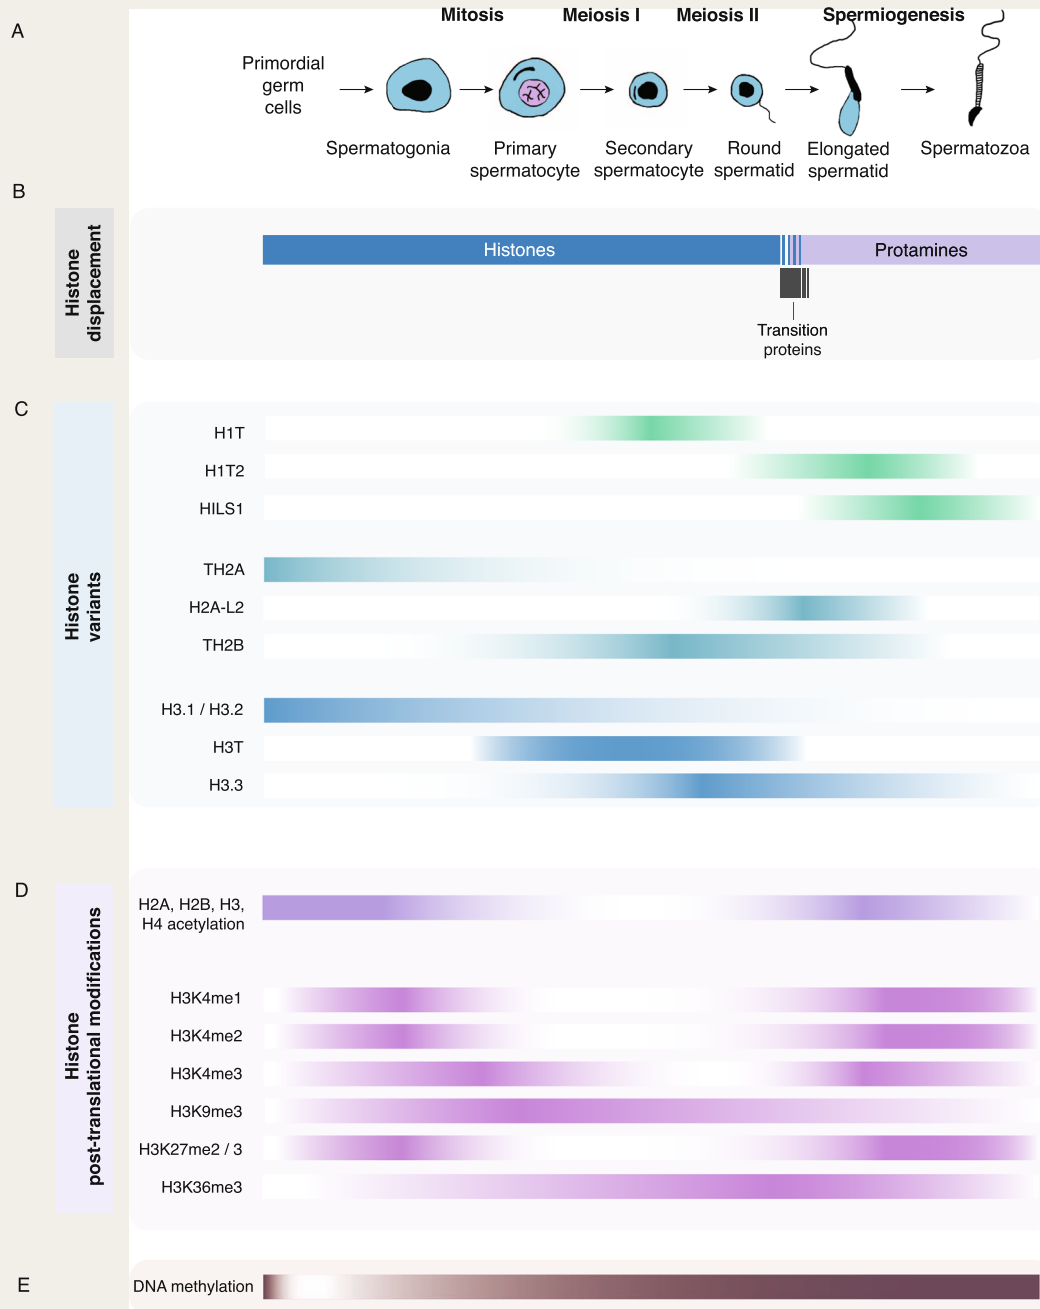 A
Mitosis
Meiosis I
Meiosis II
Spermiogenesis
Primordial
germ
cells
Spermatogonia
Primary
spermatocyte
Secondary
spermatocyte
Round
spermatid
Elongated
spermatid
Spermatozoa
B
Histone
displacement
Histones
Protamines
Transition
proteins
C
Histone
variants
H1T
H1T2
HILS1
TH2A
H2A-L2
TH2B
H3.1 / H3.2
H3T
H3.3
D
Histone
post-translational modifications
H2A, H2B, H3,
H4 acetylation
H3K4me1
H3K4me2
H3K4me3
H3K9me3
H3K27me2 / 3
H3K36me3
E
DNA methylation